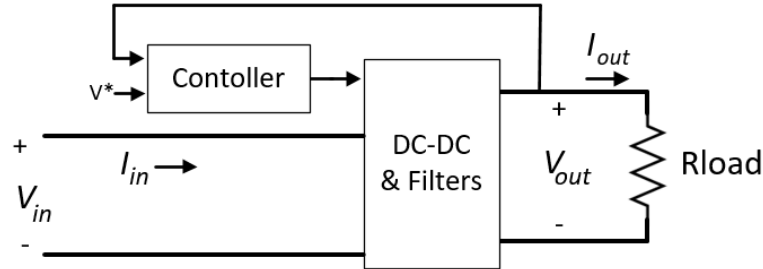 I_out
Contoller
V*
+
+
I_in
DC-DC
& Filters
V_out
Rload
V_in
-
-